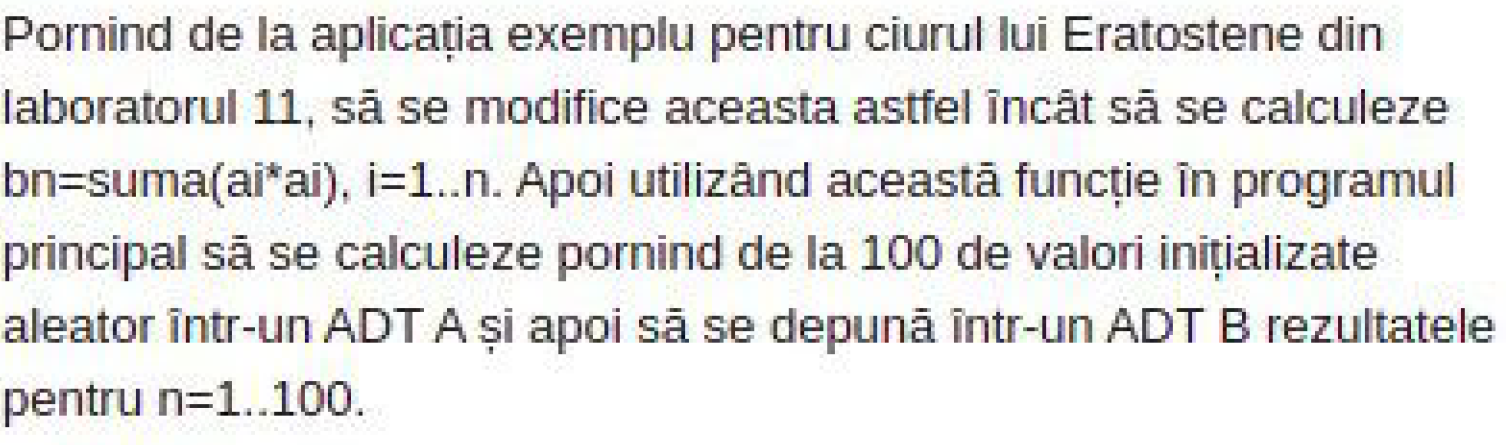 Pornind de la aplicația exemplu pentru ciurul lui Eratostene din
laboratorul 11, să se modifice aceasta astfel încât să se calculeze
bn=suma(ai*ai), i=1..n. Apoi utilizând această funcție în programul
principal să se calculeze pornind de la 100 de valori inițializate
aleator într-un ADT A și apoi să se depună într-un ADT B rezultatele
pentru n=1..100.